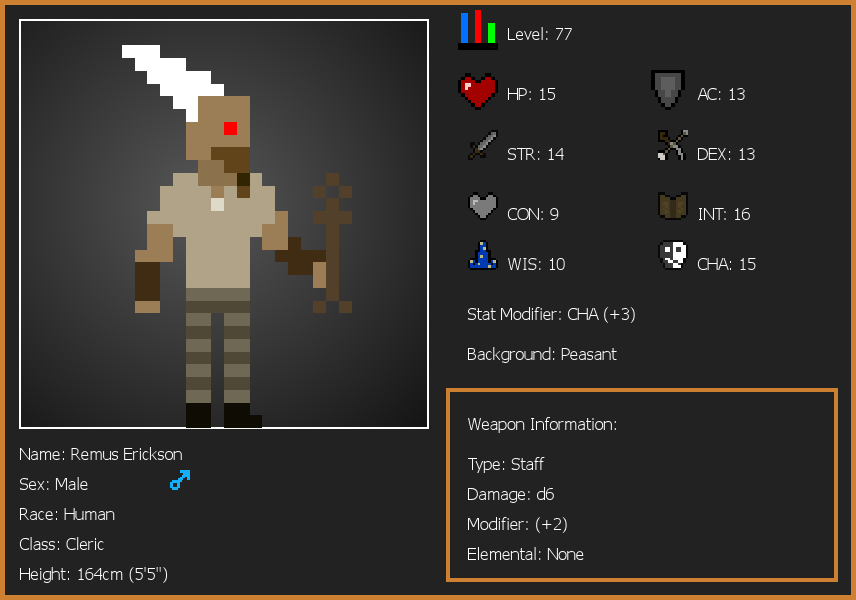 Level: 77
HP: 15
AC: 13
STR: 14
DEX: 13
CON: 9
INT: 16
WIS: 10
CHA: 15
Stat Modifier: CHA (+3)
Background: Peasant
Weapon Information:
Type: Staff
Damage: d6
Modifier: (+2)
Elemental: None
Name: Remus Erickson
Sex: Male
Race: Human
Class: Cleric
Height: 164cm (5'5")